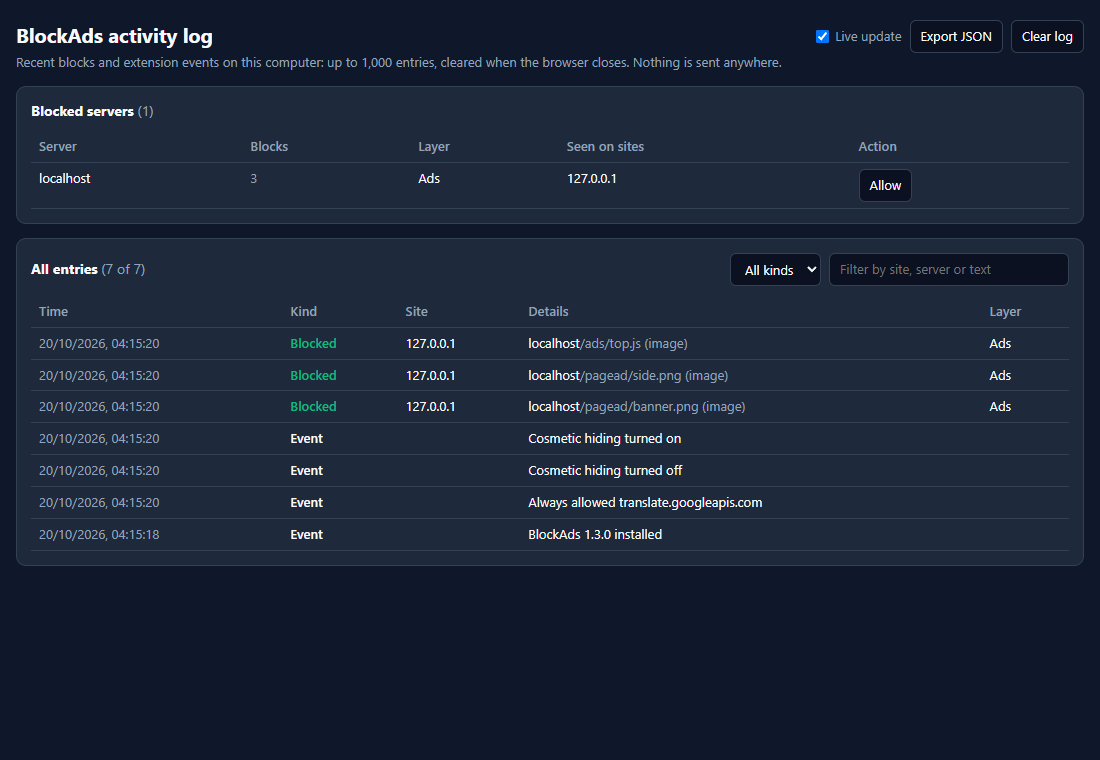 BlockAds activity log
Live update Export JSON Clear log
Recent blocks and extension events on this computer: up to 1,000 entries, cleared when the browser closes. Nothing is sent anywhere.
Blocked servers (1)
Server Blocks Layer Seen on sites Action
localhost 3 Ads 127.0.0.1 Allow
All entries (7 of 7) All kinds Filter by site, server or text
Time Kind Site Details Layer
20/10/2026, 04:15:20 Blocked 127.0.0.1 localhost/ads/top.js (image) Ads
20/10/2026, 04:15:20 Blocked 127.0.0.1 localhost/pagead/side.png (image) Ads
20/10/2026, 04:15:20 Blocked 127.0.0.1 localhost/pagead/banner.png (image) Ads
20/10/2026, 04:15:20 Event Cosmetic hiding turned on
20/10/2026, 04:15:20 Event Cosmetic hiding turned off
20/10/2026, 04:15:20 Event Always allowed translate.googleapis.com
20/10/2026, 04:15:18 Event BlockAds 1.3.0 installed